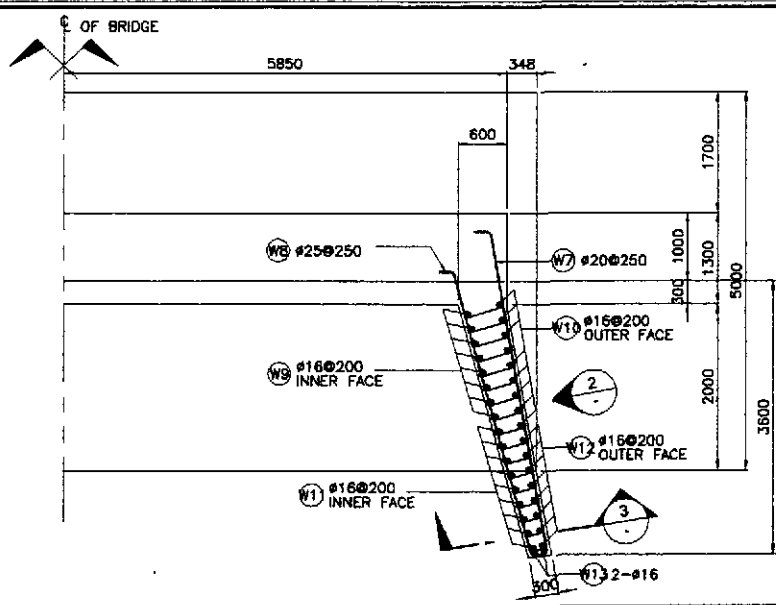 ℄ OF BRIDGE
5850
348
600
1700
W8 ø25@250
W7 ø20@250
1000
1300
300
5000
W10 ø16@200
OUTER FACE
W9 ø16@200
INNER FACE
2
-
2000
3600
W12 ø16@200
OUTER FACE
W11 ø16@200
INNER FACE
3
-
300
W13 2-ø16